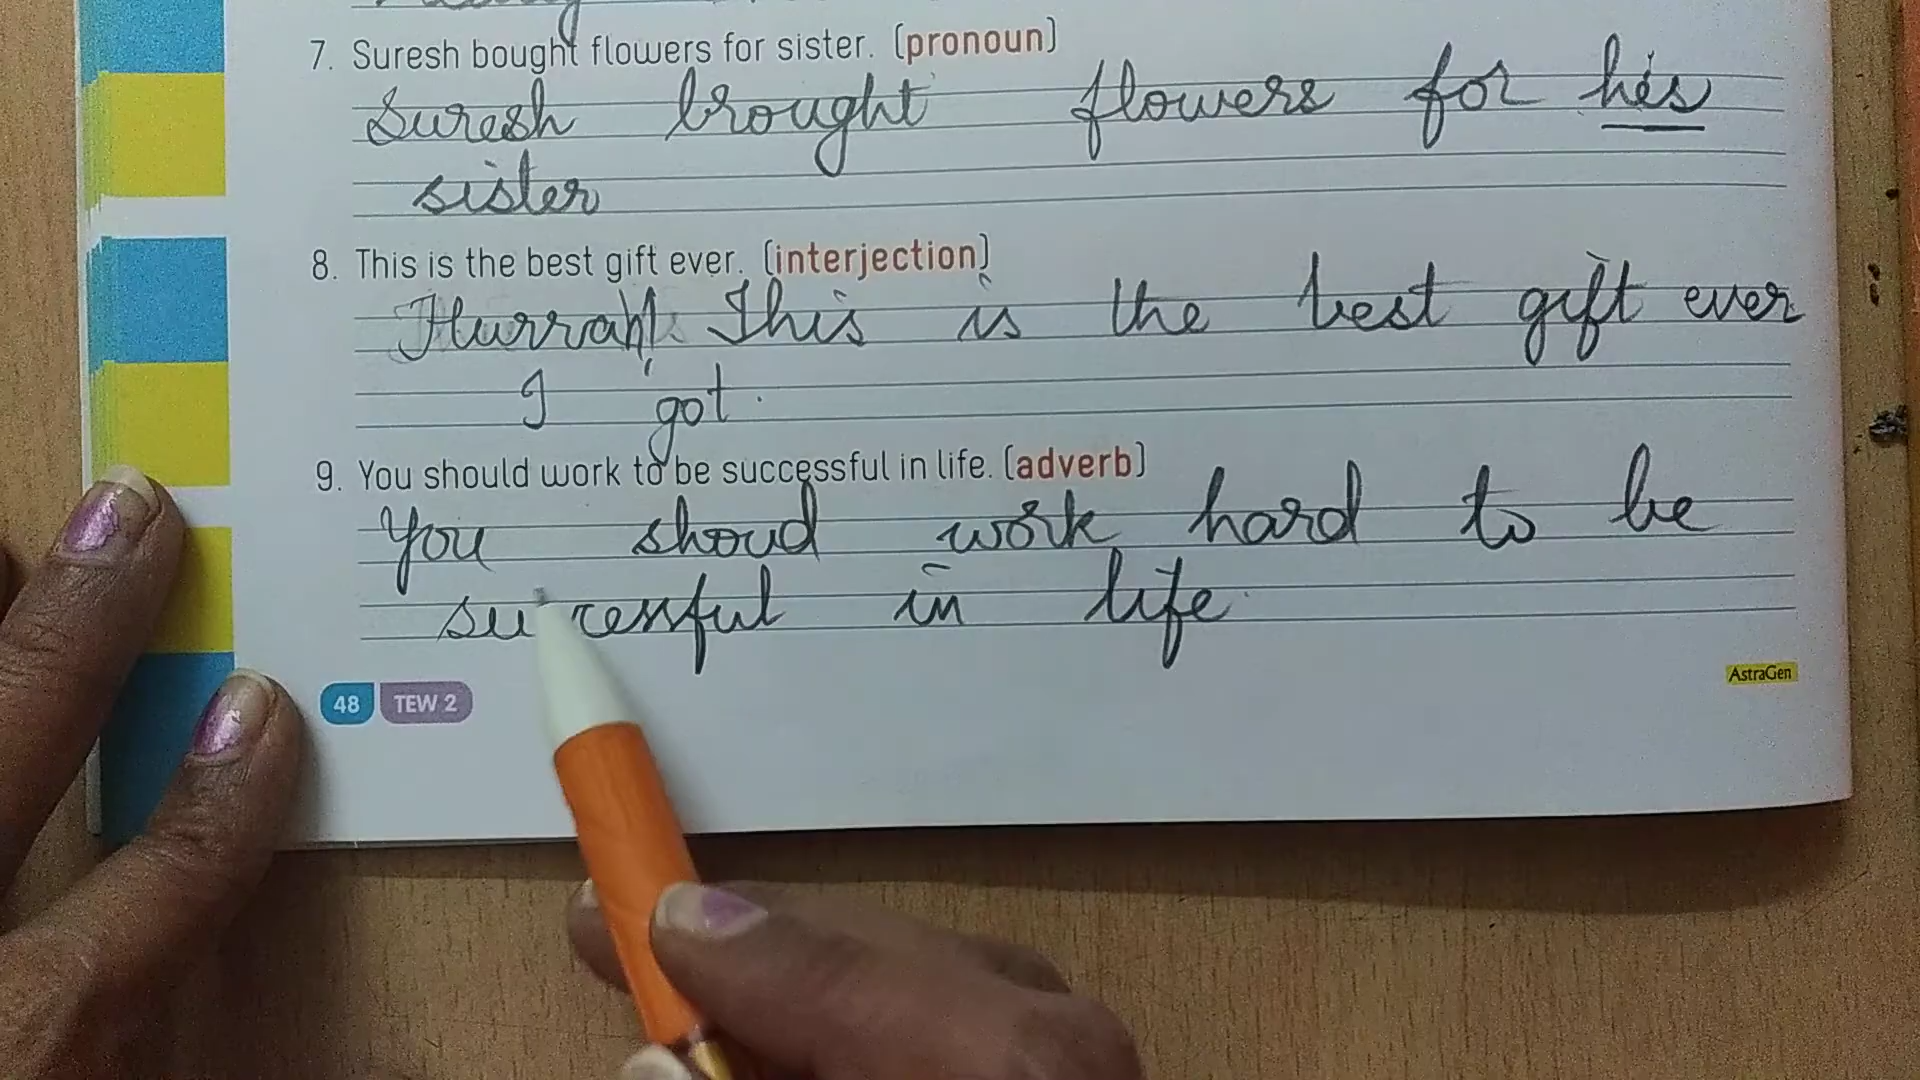 7. Suresh bought flowers for sister. (pronoun)
Suresh brought flowers for his
sister
8. This is the best gift ever. (interjection)
Hurrah! This is the best gift ever
I got.
9. You should work to be successful in life. (adverb)
You shoud work hard to be
in life.
48 TEW 2
AstraGen